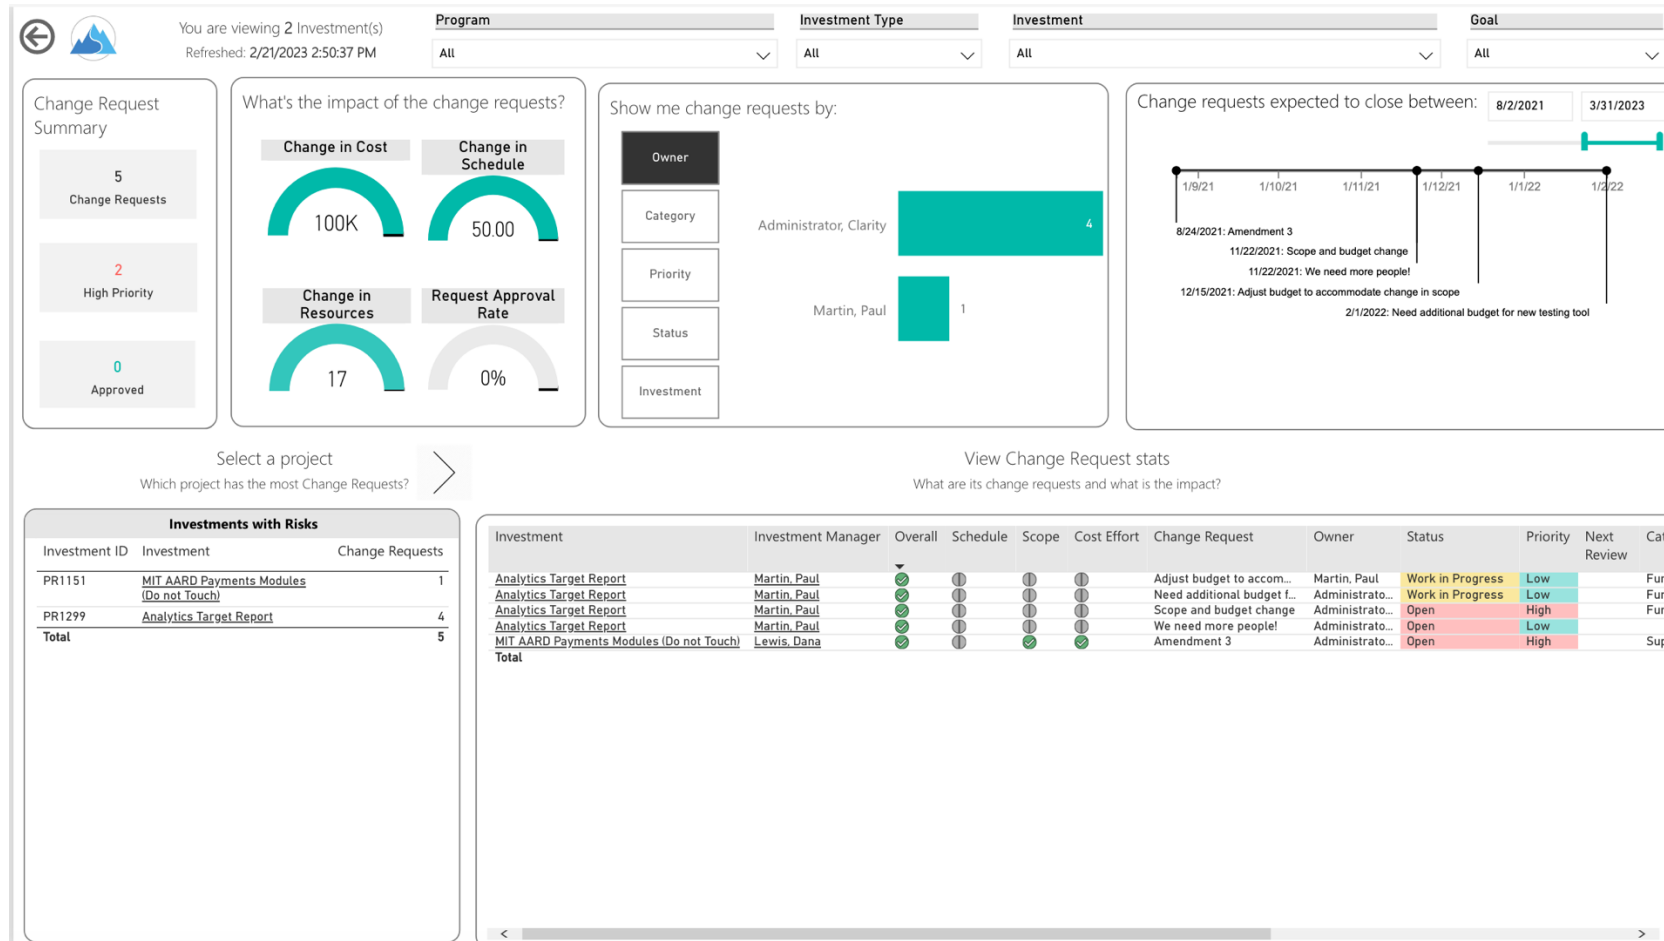 You are viewing 2 Investment(s)
Refreshed: 2/21/2023 2:50:37 PM
Program
All
Investment Type
All
Investment
All
Goal
All
Change Request
Summary
5
Change Requests
2
High Priority
0
Approved
What's the impact of the change requests?
Change in Cost
100K
Change in
Schedule
50.00
Change in
Resources
17
Request Approval
Rate
0%
Show me change requests by:
Owner
Category
Priority
Status
Investment
Administrator, Clarity
4
Martin, Paul
1
Change requests expected to close between:
8/2/2021
3/31/2023
1/9/21 1/10/21 1/11/21 1/12/21 1/1/22 1/2/22
8/24/2021: Amendment 3
11/22/2021: Scope and budget change
11/22/2021: We need more people!
12/15/2021: Adjust budget to accommodate change in scope
2/1/2022: Need additional budget for new testing tool
Select a project
Which project has the most Change Requests?
View Change Request stats
What are its change requests and what is the impact?
Investments with Risks
Investment ID Investment Change Requests
PR1151 MIT AARD Payments Modules 1
(Do not Touch)
PR1299 Analytics Target Report 4
Total 5
Investment Investment Manager Overall Schedule Scope Cost Effort Change Request Owner Status Priority Next Cat
Review
Analytics Target Report Martin, Paul Adjust budget to accom... Martin, Paul Work in Progress Low Fur
Analytics Target Report Martin, Paul Need additional budget f... Administrato... Work in Progress Low Fur
Analytics Target Report Martin, Paul Scope and budget change Administrato... Open High Fur
Analytics Target Report Martin, Paul We need more people! Administrato... Open Low
MIT AARD Payments Modules (Do not Touch) Lewis, Dana Amendment 3 Administrato... Open High Sup
Total